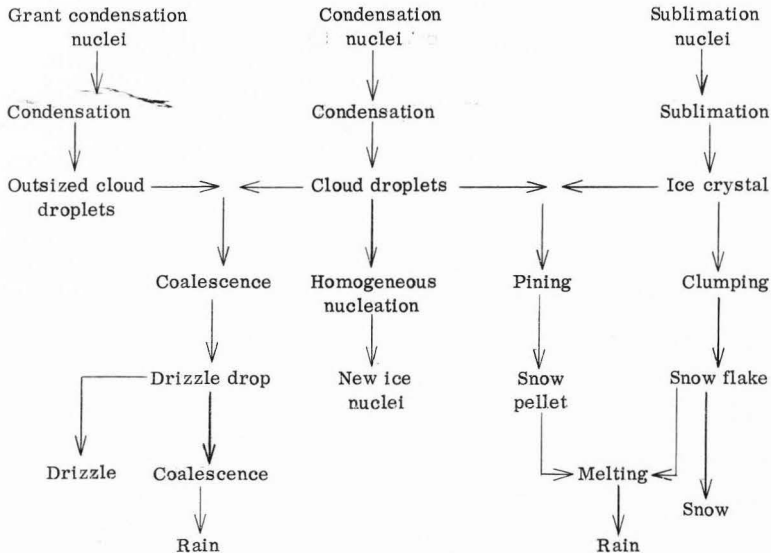 Grant condensation
nuclei
Condensation
nuclei
Sublimation
nuclei
Condensation
Condensation
Sublimation
Outsized cloud
droplets
Cloud droplets
Ice crystal
Coalescence
Homogeneous
nucleation
Pining
Clumping
Drizzle drop
New ice
nuclei
Snow
pellet
Snow flake
Drizzle
Coalescence
Melting
Snow
Rain
Rain